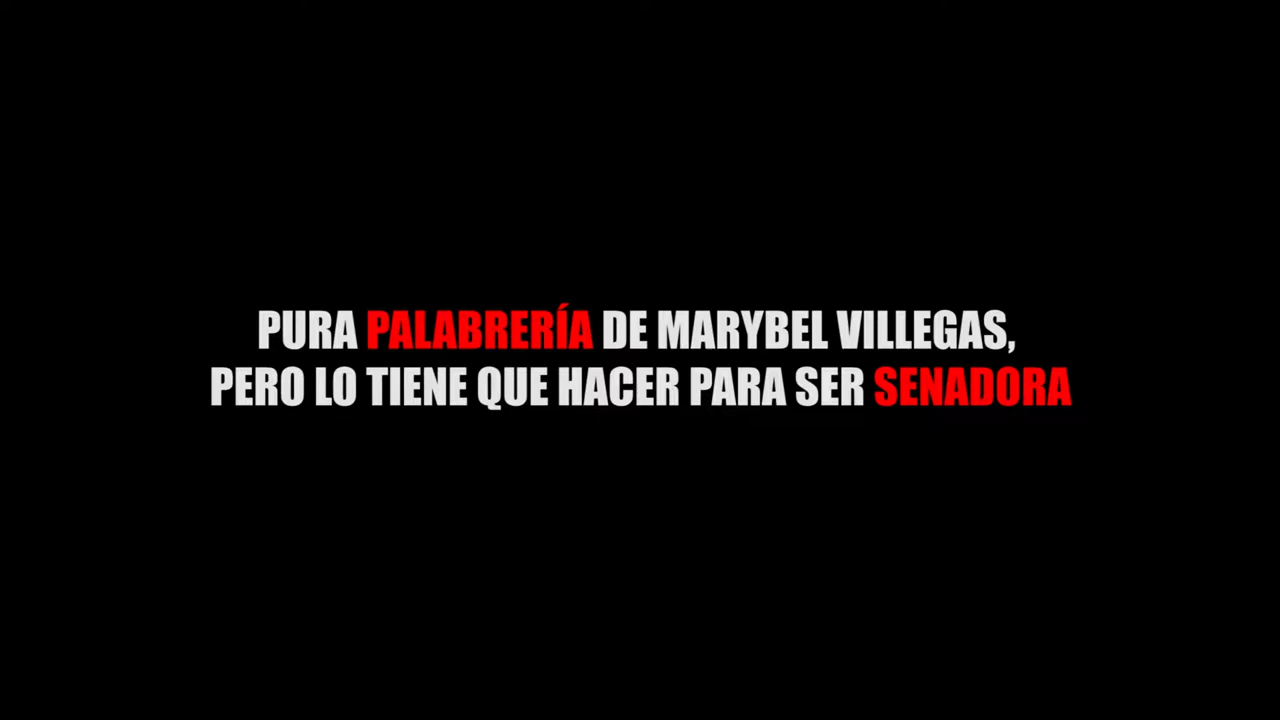 PURA PALABRERÍA DE MARYBEL VILLEGAS,
PERO LO TIENE QUE HACER PARA SER SENADORA